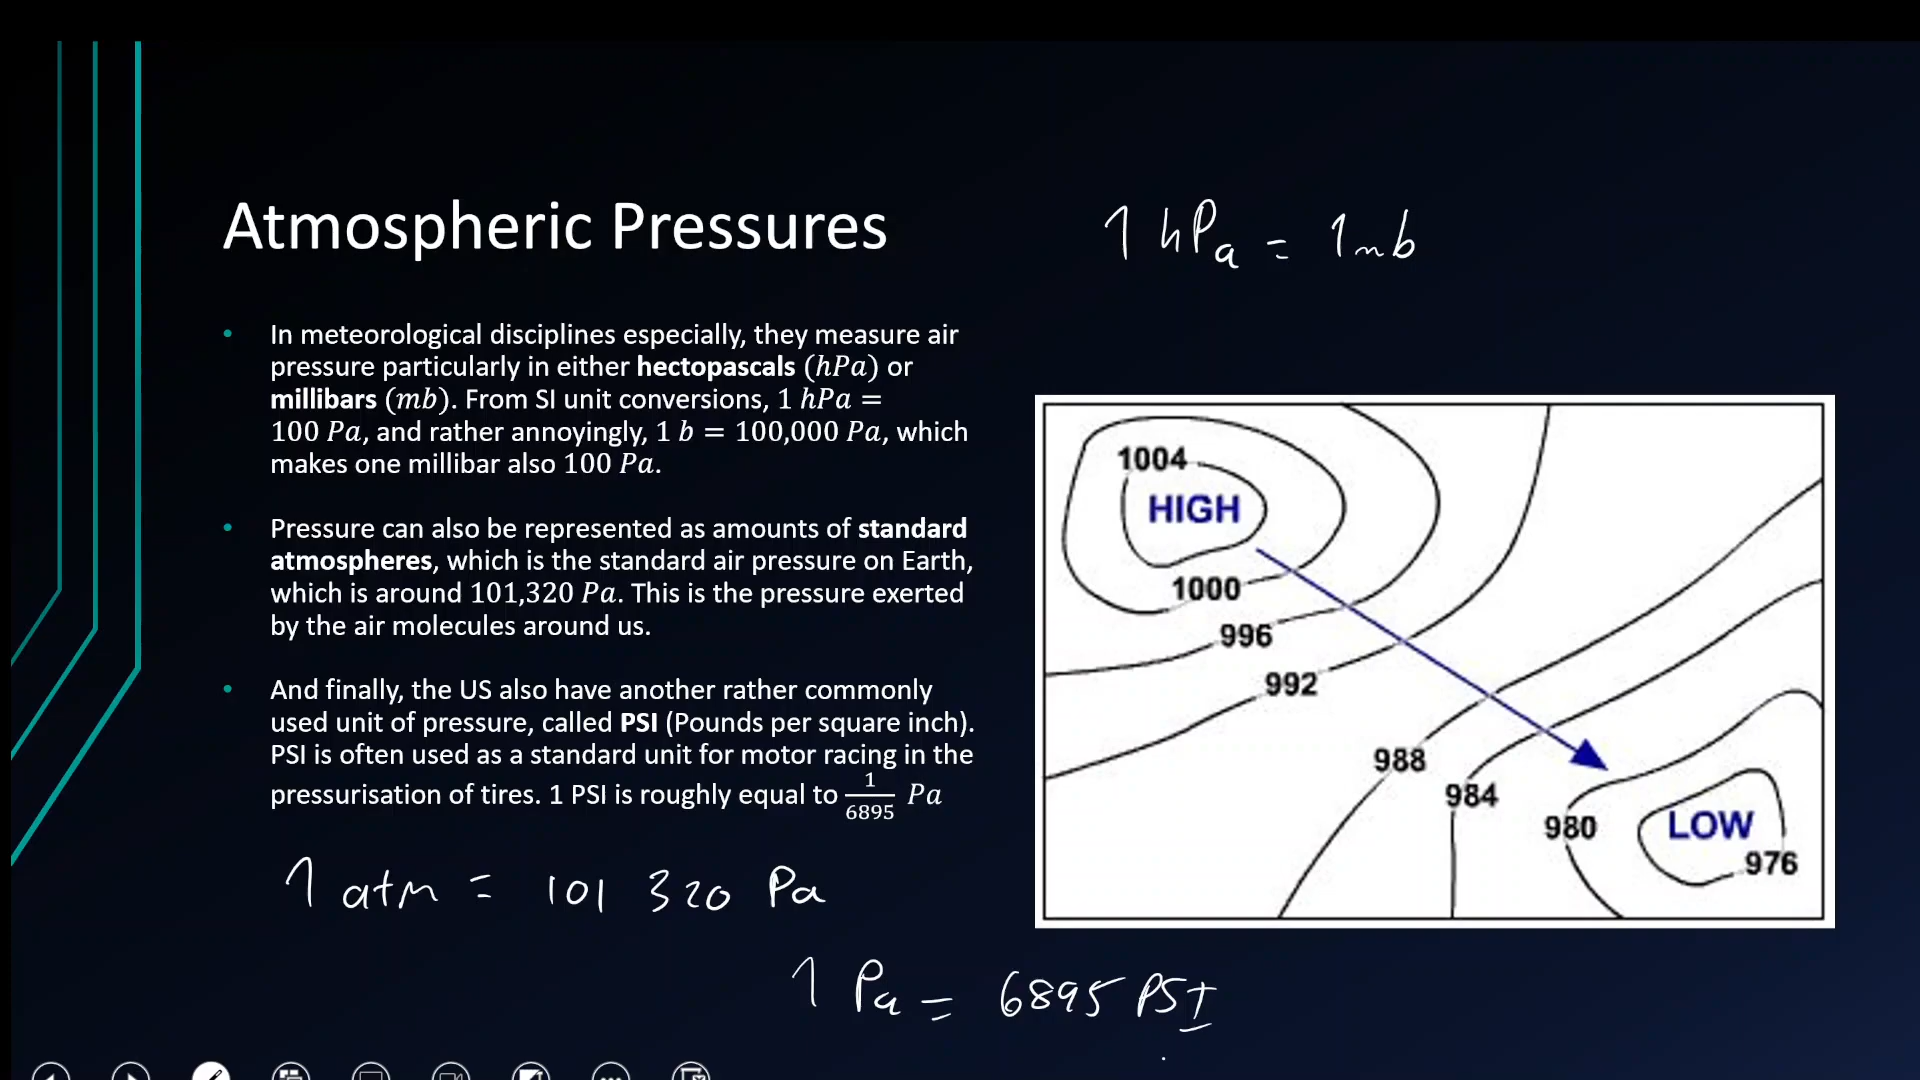 Atmospheric Pressures
1 hPa = 1mb
• In meteorological disciplines especially, they measure air
pressure particularly in either hectopascals (hPa) or
millibars (mb). From SI unit conversions, 1 hPa =
100 Pa, and rather annoyingly, 1 b = 100,000 Pa, which
makes one millibar also 100 Pa.
• Pressure can also be represented as amounts of standard
atmospheres, which is the standard air pressure on Earth,
which is around 101,320 Pa. This is the pressure exerted
by the air molecules around us.
• And finally, the US also have another rather commonly
used unit of pressure, called PSI (Pounds per square inch).
PSI is often used as a standard unit for motor racing in the
pressurisation of tires. 1 PSI is roughly equal to 1/6895 Pa
1004
HIGH
1000
996
992
988
984
980
LOW
976
1 atm = 101 320 Pa
1 Pa = 6895 PSI